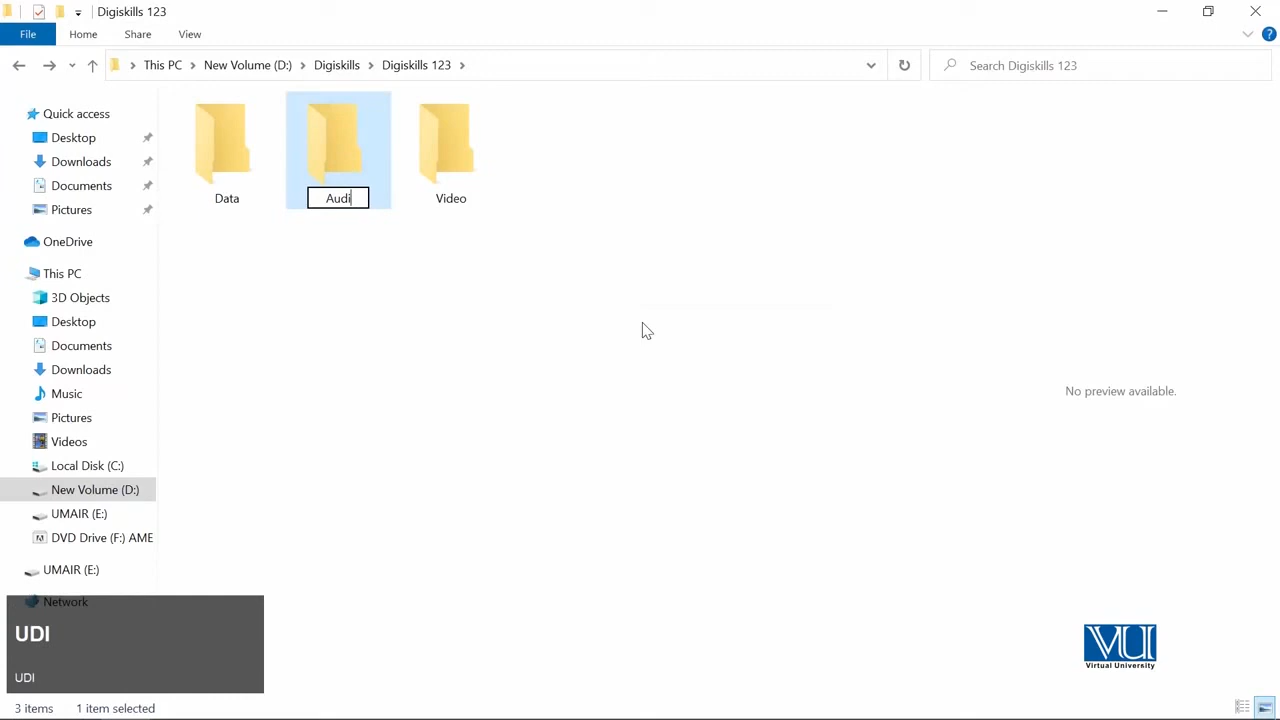 Digiskills 123
File Home Share View
This PC New Volume (D:) Digiskills Digiskills 123
Search Digiskills 123
Quick access
Desktop
Downloads
Documents
Pictures
OneDrive
This PC
3D Objects
Desktop
Documents
Downloads
Music
Pictures
Videos
Local Disk (C:)
New Volume (D:)
UMAIR (E:)
DVD Drive (F:) AME
UMAIR (E:)
Network
Data Audi Video
No preview available.
UDI
UDI
VU
Virtual University
3 items 1 item selected